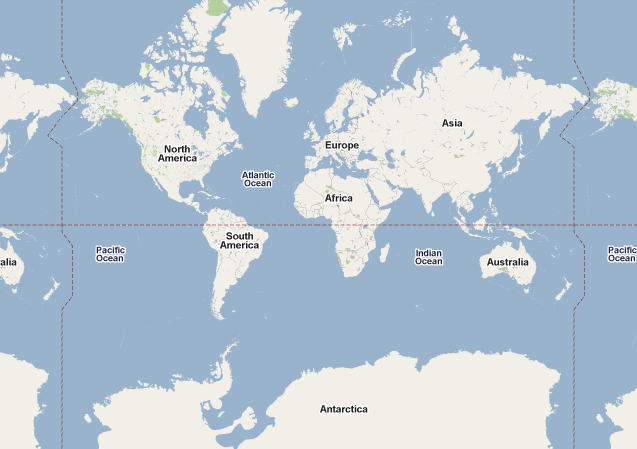 Asia
Europe
North
America
Atlantic
Ocean
Africa
South
America
Pacific
Ocean
Indian
Ocean
Pacific
Ocean
alia
Australia
Antarctica